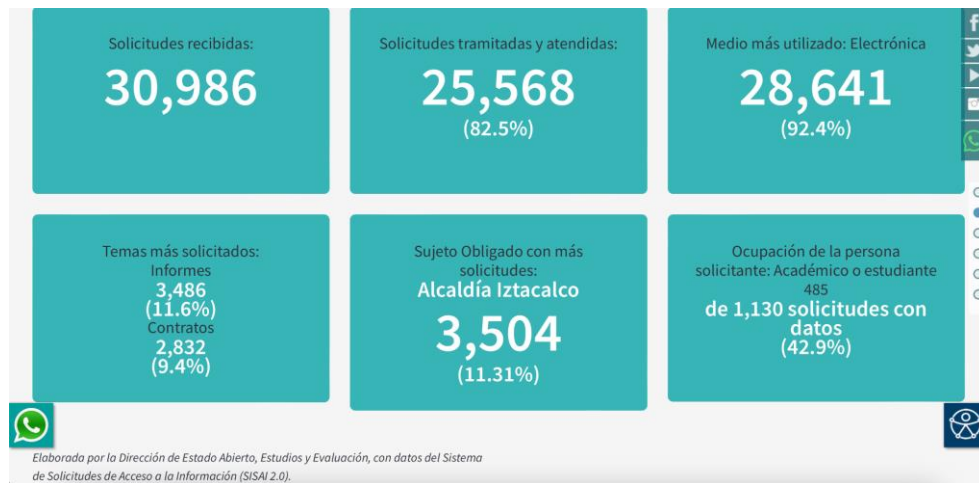 Solicitudes recibidas:
30,986
Solicitudes tramitadas y atendidas:
25,568
(82.5%)
Medio más utilizado: Electrónica
28,641
(92.4%)
Temas más solicitados:
Informes
3,486
(11.6%)
Contratos
2,832
(9.4%)
Sujeto Obligado con más
solicitudes:
Alcaldía Iztacalco
3,504
(11.31%)
Ocupación de la persona
solicitante: Académico o estudiante
485
de 1,130 solicitudes con
datos
(42.9%)
Elaborada por la Dirección de Estado Abierto, Estudios y Evaluación, con datos del Sistema
de Solicitudes de Acceso a la Información (SISAI 2.0).